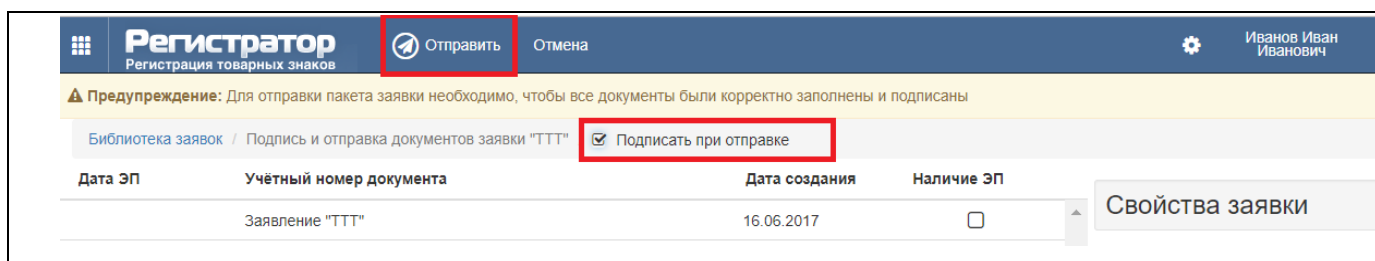 Регистратор
Регистрация товарных знаков
Отправить
Отмена
Иванов Иван
Иванович
Предупреждение: Для отправки пакета заявки необходимо, чтобы все документы были корректно заполнены и подписаны
Библиотека заявок / Подпись и отправка документов заявки "ТТТ" Подписать при отправке
Дата ЭП Учётный номер документа Дата создания Наличие ЭП
Свойства заявки
Заявление "ТТТ" 16.06.2017